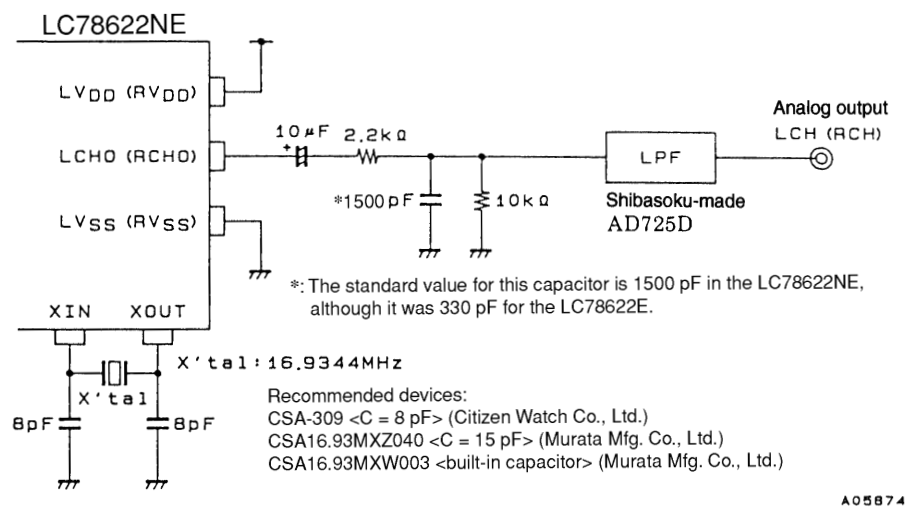 LC78622NE
LVDD (RVDD)
LCHO (RCHO)
LVSS (RVSS)
XIN XOUT
10µF
+
2.2kΩ
*1500pF
10kΩ
LPF
Shibasoku-made
AD725D
Analog output
LCH (RCH)
*: The standard value for this capacitor is 1500 pF in the LC78622NE,
although it was 330 pF for the LC78622E.
X'tal:16.9344MHz
X'tal
8pF
8pF
Recommended devices:
CSA-309 <C = 8 pF> (Citizen Watch Co., Ltd.)
CSA16.93MXZ040 <C = 15 pF> (Murata Mfg. Co., Ltd.)
CSA16.93MXW003 <built-in capacitor> (Murata Mfg. Co., Ltd.)
A05874